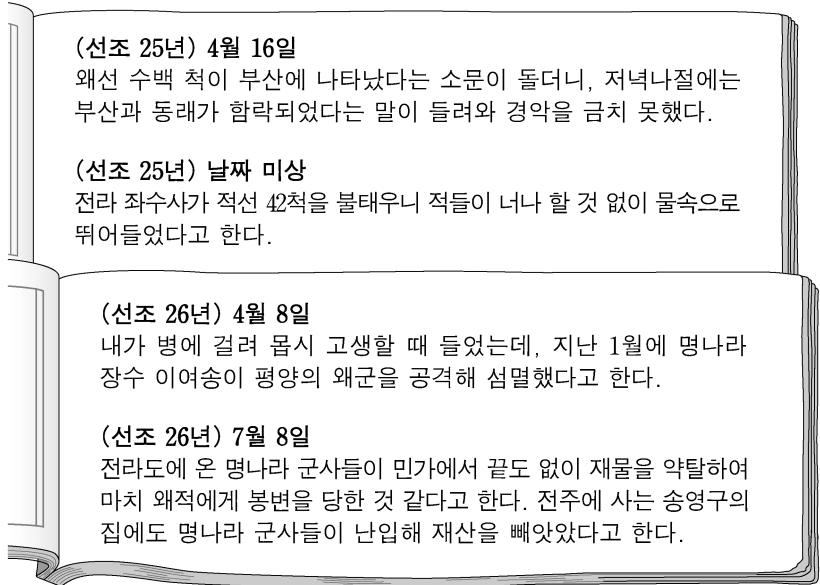 (선조 25년) 4월 16일
왜선 수백 척이 부산에 나타났다는 소문이 돌더니, 저녁나절에는
부산과 동래가 함락되었다는 말이 들려와 경악을 금치 못했다.
(선조 25년) 날짜 미상
전라 좌수사가 적선 42척을 불태우니 적들이 너나 할 것 없이 물속으로
뛰어들었다고 한다.
(선조 26년) 4월 8일
내가 병에 걸려 몹시 고생할 때 들었는데, 지난 1월에 명나라
장수 이여송이 평양의 왜군을 공격해 섬멸했다고 한다.
(선조 26년) 7월 8일
전라도에 온 명나라 군사들이 민가에서 끝도 없이 재물을 약탈하여
마치 왜적에게 봉변을 당한 것 같다고 한다. 전주에 사는 송영구의
집에도 명나라 군사들이 난입해 재산을 빼앗았다고 한다.